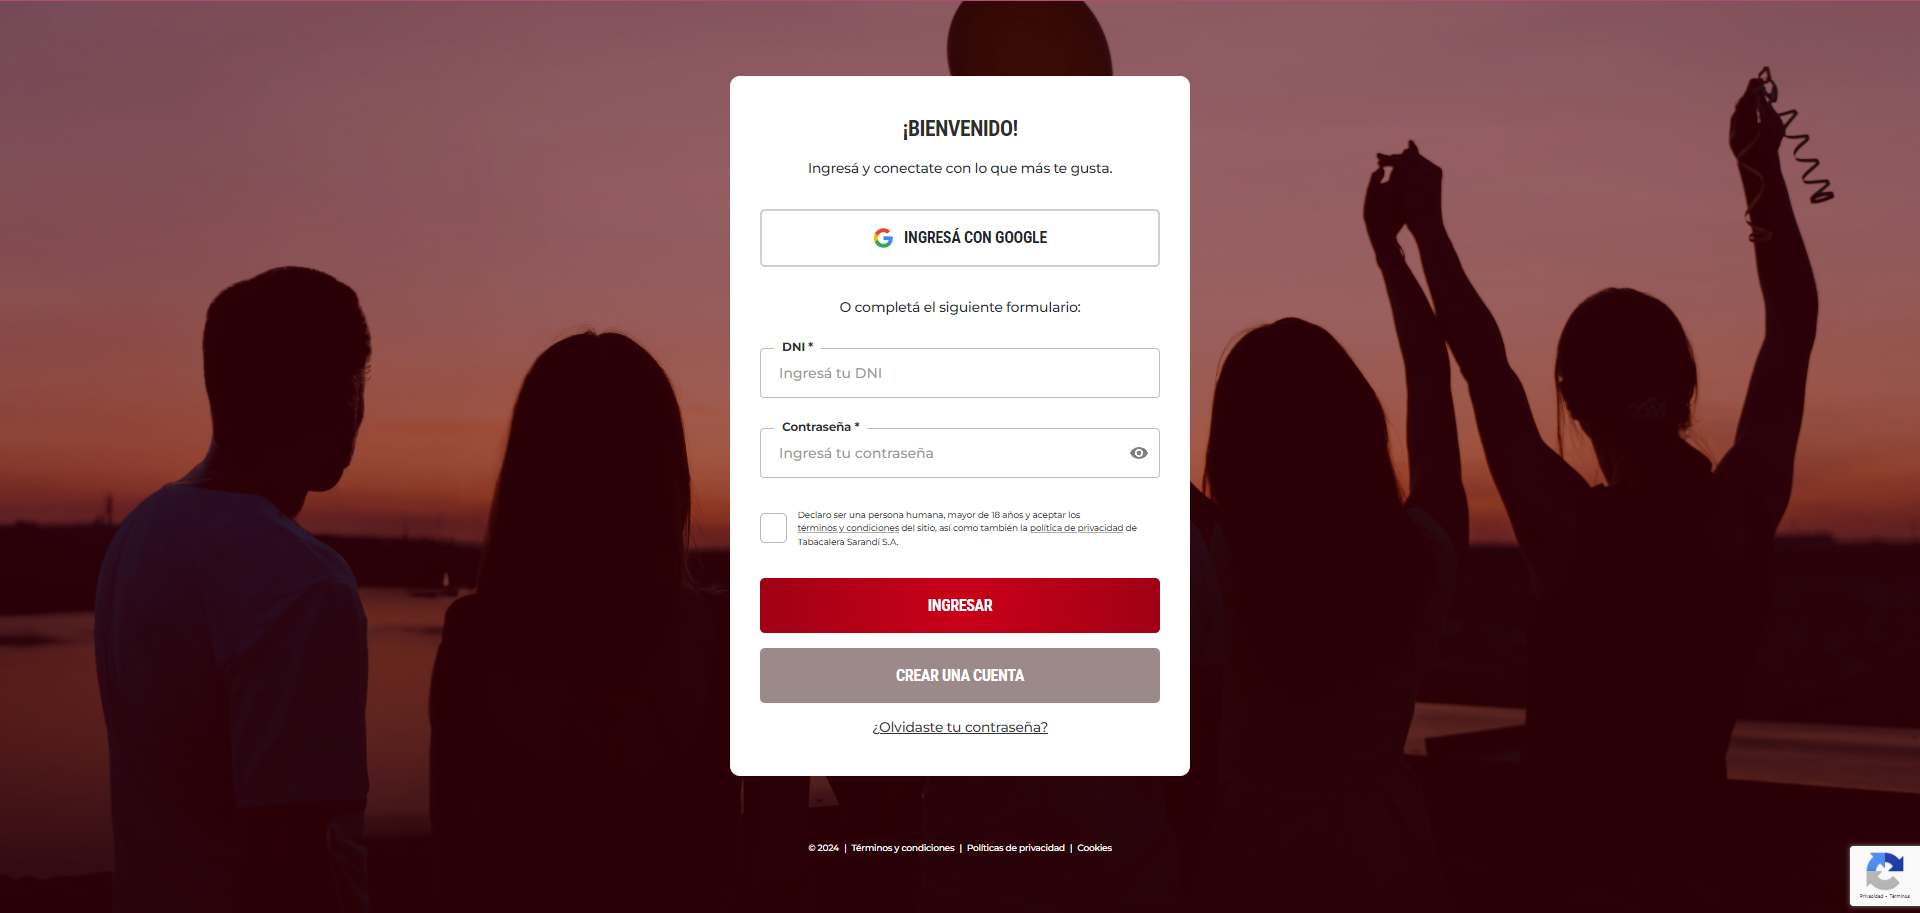 ¡BIENVENIDO!
Ingresá y conectate con lo que más te gusta.
INGRESÁ CON GOOGLE
O completá el siguiente formulario:
DNI *
Ingresá tu DNI
Contraseña *
Ingresá tu contraseña
Declaro ser una persona humana, mayor de 18 años y aceptar los
términos y condiciones del sitio, así como también la política de privacidad de
Tabacalera Sarandí S.A.
INGRESAR
CREAR UNA CUENTA
¿Olvidaste tu contraseña?
© 2024 | Términos y condiciones | Políticas de privacidad | Cookies
Privacidad - Términos